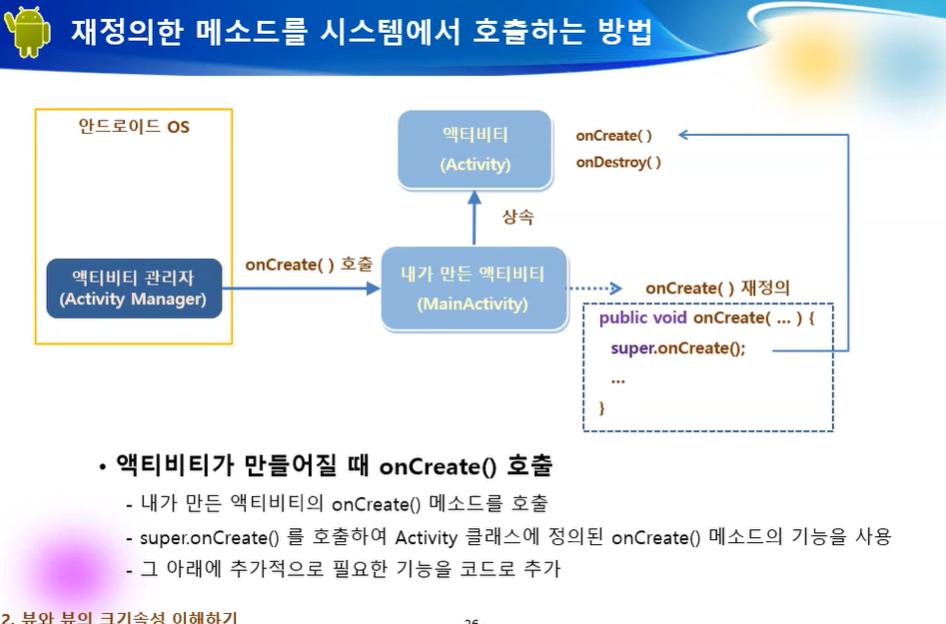 재정의한 메소드를 시스템에서 호출하는 방법
안드로이드 OS
액티비티
(Activity)
onCreate( )
onDestroy( )
상속
액티비티 관리자
(Activity Manager)
onCreate( ) 호출
내가 만든 액티비티
(MainActivity)
onCreate( ) 재정의
public void onCreate( ... ) {
super.onCreate();
...
}
• 액티비티가 만들어질 때 onCreate() 호출
- 내가 만든 액티비티의 onCreate() 메소드를 호출
- super.onCreate() 를 호출하여 Activity 클래스에 정의된 onCreate() 메소드의 기능을 사용
- 그 아래에 추가적으로 필요한 기능을 코드로 추가
2. 뷰와 뷰의 크기속성 이해하기
26